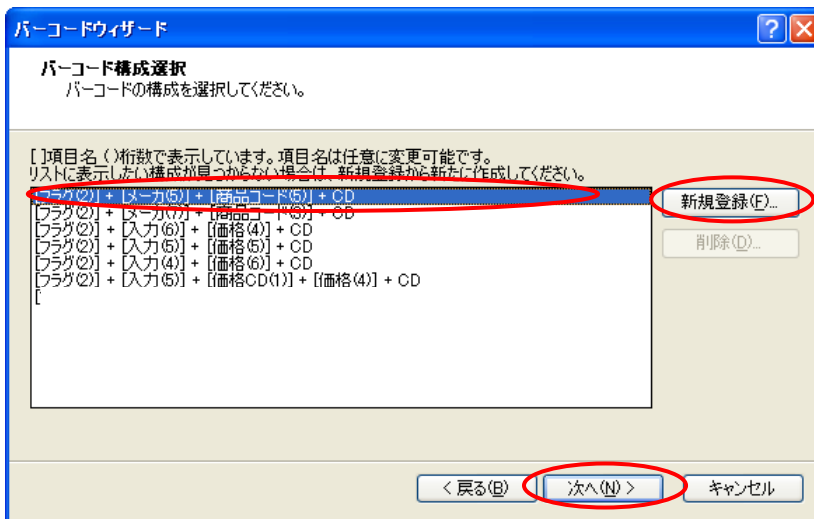 バーコードウィザード
バーコード構成選択
バーコードの構成を選択してください。
[ ]項目名 ( )桁数で表示しています。項目名は任意に変更可能です。
リストに表示したい構成が見つからない場合は、新規登録から新たに作成してください。
[フラグ(2)] + [メーカ(5)] + [商品コード(5)] + CD
[フラグ(2)] + [メーカ(7)] + [商品コード(3)] + CD
[フラグ(2)] + [入力(6)] + [価格(4)] + CD
[フラグ(2)] + [入力(5)] + [価格(5)] + CD
[フラグ(2)] + [入力(4)] + [価格(6)] + CD
[フラグ(2)] + [入力(5)] + [価格CD(1)] + [価格(4)] + CD
[
新規登録(F)...
削除(D)...
< 戻る(B)
次へ(N) >
キャンセル